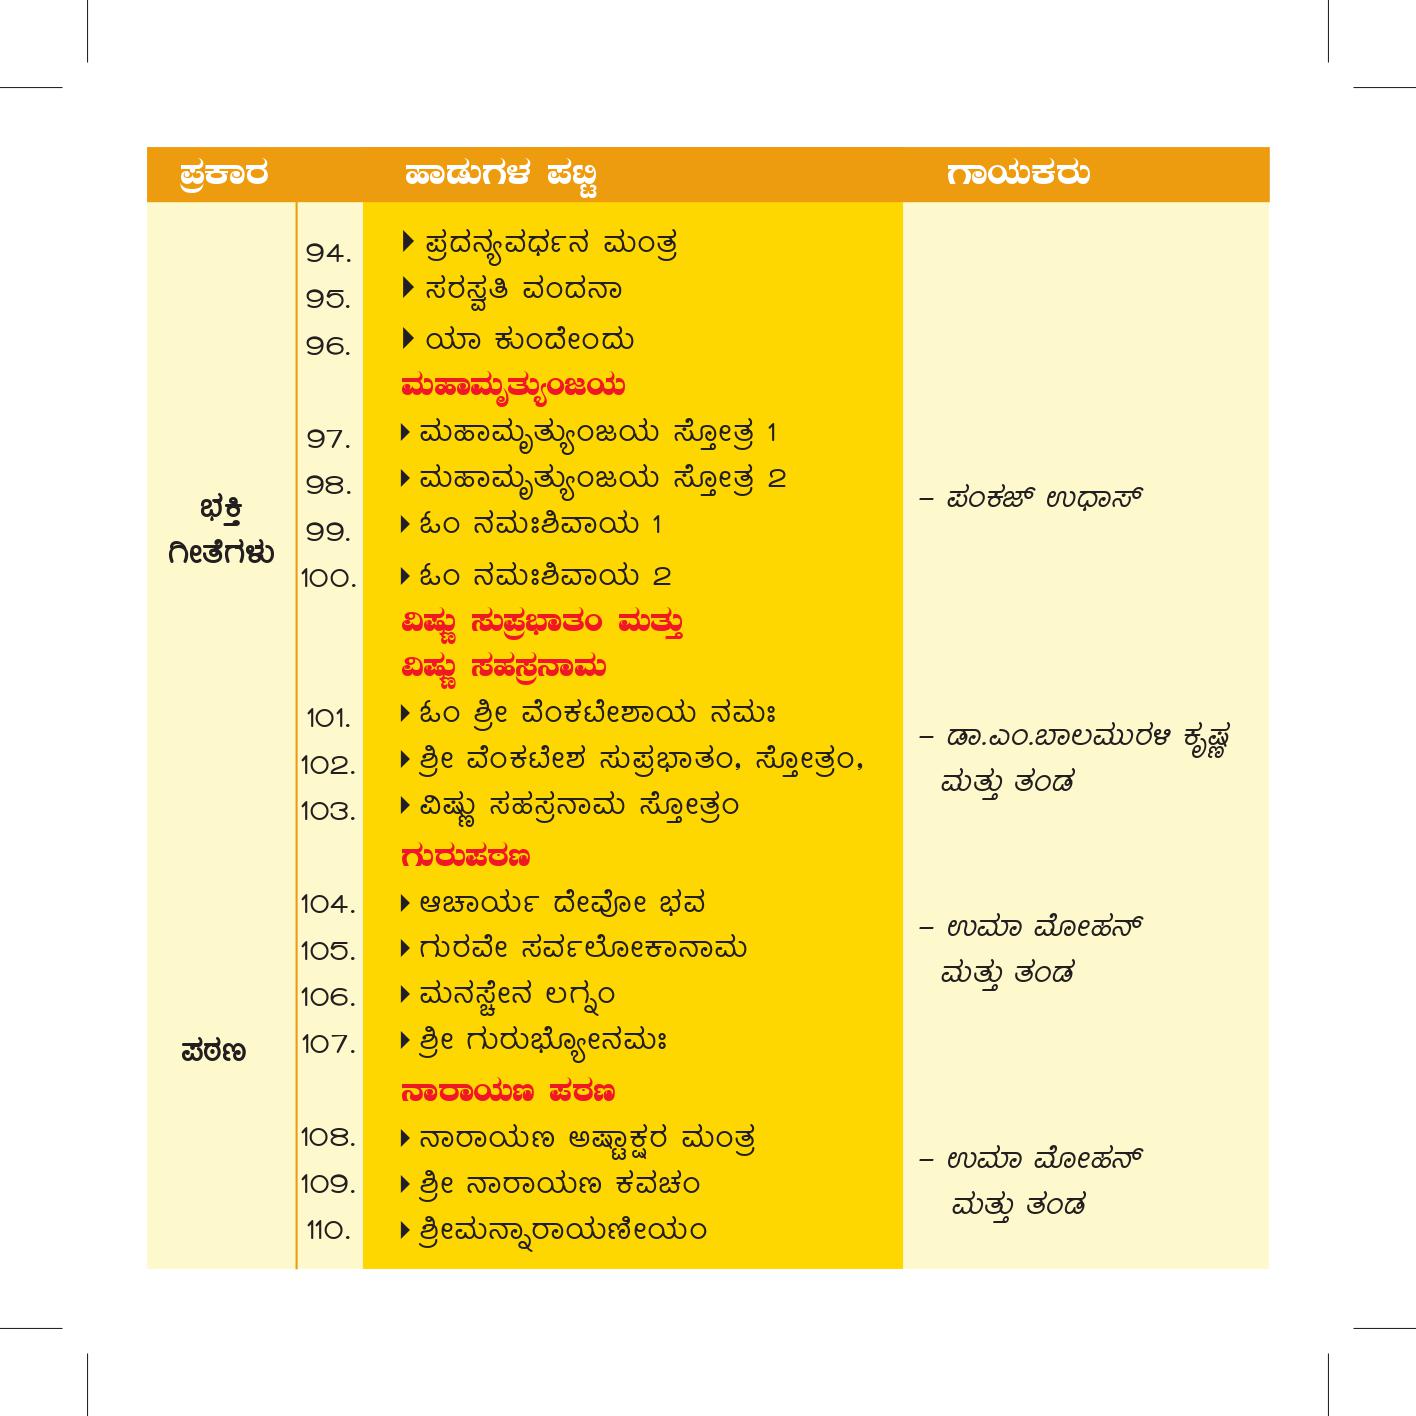 ಪ್ರಕಾರ ಹಾಡುಗಳ ಪಟ್ಟಿ ಗಾಯಕರು
94. ಪ್ರದನ್ಯವರ್ಧನ ಮಂತ್ರ
95. ಸರಸ್ವತಿ ವಂದನಾ
96. ಯಾ ಕುಂದೇಂದು
ಮಹಾಮೃತ್ಯುಂಜಯ
97. ಮಹಾಮೃತ್ಯುಂಜಯ ಸ್ತೋತ್ರ 1
98. ಮಹಾಮೃತ್ಯುಂಜಯ ಸ್ತೋತ್ರ 2
– ಪಂಕಜ್ ಉಧಾಸ್
ಭಕ್ತಿ
99. ಓಂ ನಮಃಶಿವಾಯ 1
ಗೀತೆಗಳು
100. ಓಂ ನಮಃಶಿವಾಯ 2
ವಿಷ್ಣು ಸುಪ್ರಭಾತಂ ಮತ್ತು
ವಿಷ್ಣು ಸಹಸ್ರನಾಮ
101. ಓಂ ಶ್ರೀ ವೆಂಕಟೇಶಾಯ ನಮಃ
– ಡಾ.ಎಂ.ಬಾಲಮುರಳಿ ಕೃಷ್ಣ
102. ಶ್ರೀ ವೆಂಕಟೇಶ ಸುಪ್ರಭಾತಂ, ಸ್ತೋತ್ರಂ,
ಮತ್ತು ತಂಡ
103. ವಿಷ್ಣು ಸಹಸ್ರನಾಮ ಸ್ತೋತ್ರಂ
ಗುರುಪಠಣ
104. ಆಚಾರ್ಯ ದೇವೋ ಭವ
– ಉಮಾ ಮೋಹನ್
105. ಗುರವೇ ಸರ್ವಲೋಕಾನಾಮ
ಮತ್ತು ತಂಡ
106. ಮನಸ್ಚೇನ ಲಗ್ನಂ
107. ಶ್ರೀ ಗುರುಭ್ಯೋನಮಃ
ಪಠಣ
ನಾರಾಯಣ ಪಠಣ
108. ನಾರಾಯಣ ಅಷ್ಟಾಕ್ಷರ ಮಂತ್ರ
– ಉಮಾ ಮೋಹನ್
109. ಶ್ರೀ ನಾರಾಯಣ ಕವಚಂ
ಮತ್ತು ತಂಡ
110. ಶ್ರೀಮನ್ನಾರಾಯಣೀಯಂ